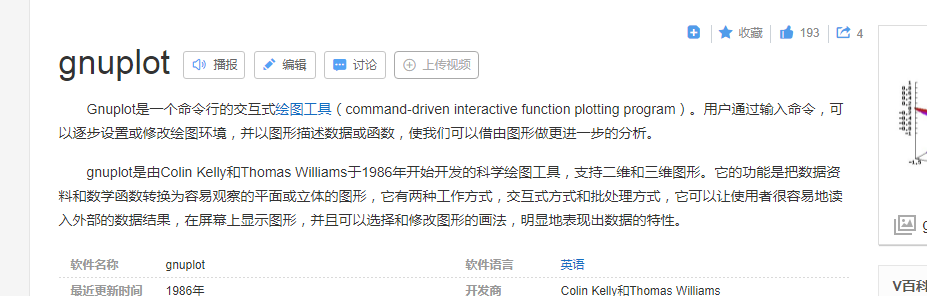 收藏 193 4
gnuplot 播报 编辑 讨论 上传视频
Gnuplot是一个命令行的交互式绘图工具（command-driven interactive function plotting program）。用户通过输入命令，可
以逐步设置或修改绘图环境，并以图形描述数据或函数，使我们可以借由图形做更进一步的分析。
gnuplot是由Colin Kelly和Thomas Williams于1986年开始开发的科学绘图工具，支持二维和三维图形。它的功能是把数据资
料和数学函数转换为容易观察的平面或立体的图形，它有两种工作方式，交互式方式和批处理方式，它可以让使用者很容易地读
入外部的数据结果，在屏幕上显示图形，并且可以选择和修改图形的画法，明显地表现出数据的特性。
软件名称 gnuplot 软件语言 英语
最近更新时间 1986年 开发商 Colin Kelly和Thomas Williams
V百科